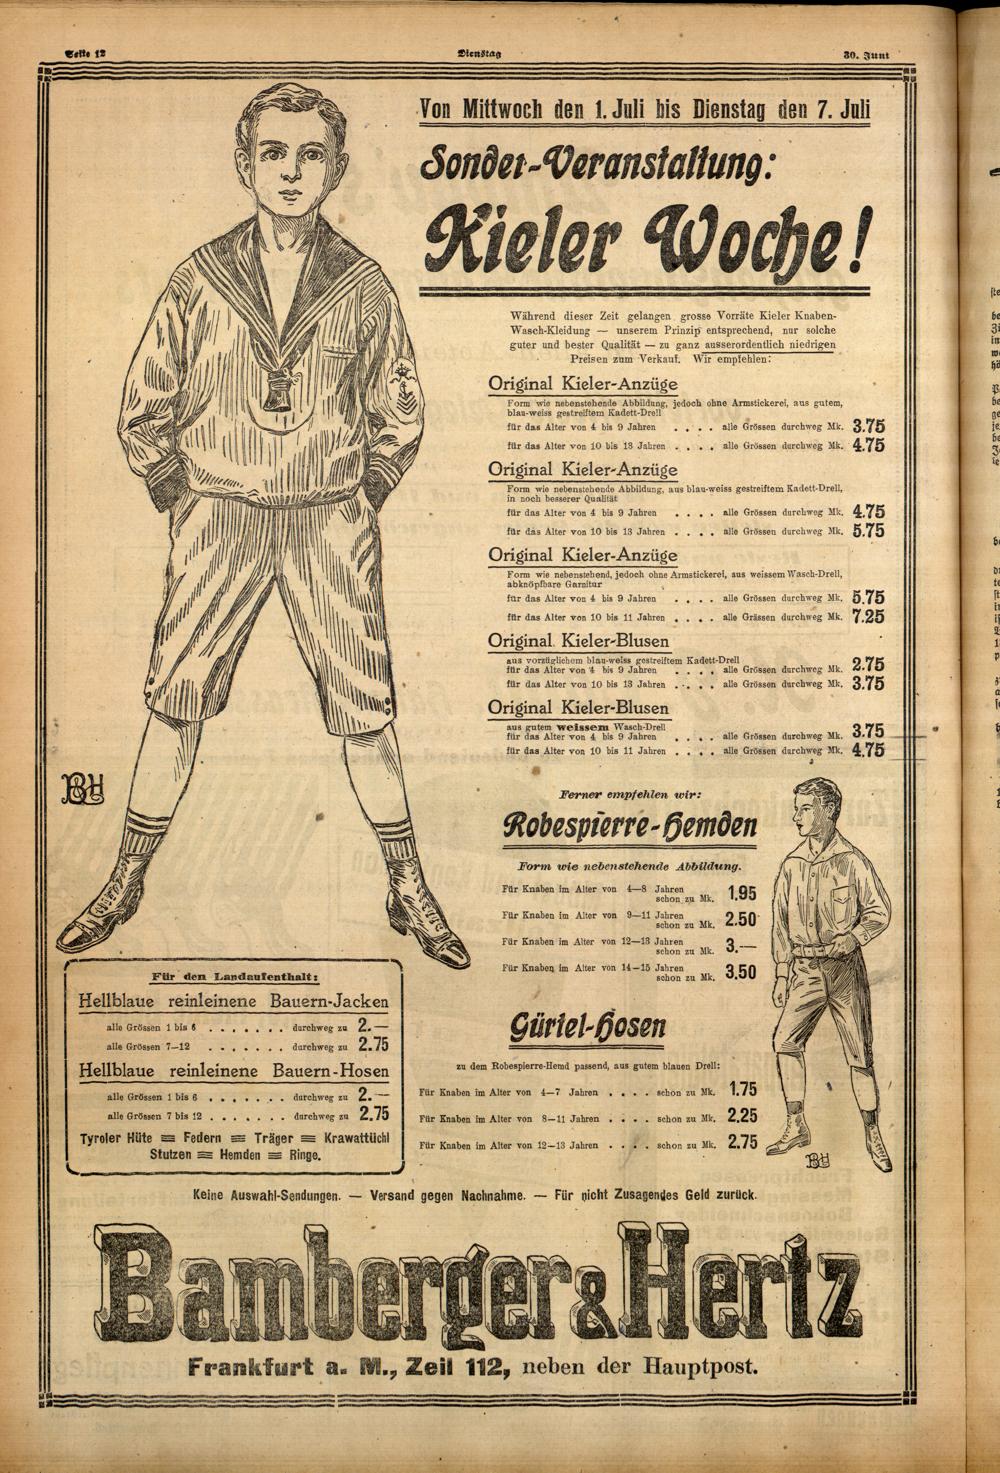 Seite 12
Dienstag
30. Juni
Von Mittwoch den 1. Juli bis Dienstag den 7. Juli
Sonder-Veranstaltung:
Kieler Woche!
Während dieser Zeit gelangen grosse Vorräte Kieler Knaben-
Wasch-Kleidung — unserem Prinzip entsprechend, nur solche
guter und bester Qualität — zu ganz ausserordentlich niedrigen
Preisen zum Verkauf. Wir empfehlen:
Original Kieler-Anzüge
Form wie nebenstehende Abbildung, jedoch ohne Armstickerei, aus gutem,
blau-weiss gestreiftem Kadett-Drell
für das Alter von 4 bis 9 Jahren . . . . alle Grössen durchweg Mk. 3.75
für das Alter von 10 bis 13 Jahren . . . . alle Grössen durchweg Mk. 4.75
Original Kieler-Anzüge
Form wie nebenstehende Abbildung, aus blau-weiss gestreiftem Kadett-Drell,
in noch besserer Qualität
für das Alter von 4 bis 9 Jahren . . . . alle Grössen durchweg Mk. 4.75
für das Alter von 10 bis 13 Jahren . . . . alle Grössen durchweg Mk. 5.75
Original Kieler-Anzüge
Form wie nebenstehend, jedoch ohne Armstickerei, aus weissem Wasch-Drell,
abknöpfbare Garnitur
für das Alter von 4 bis 9 Jahren . . . . alle Grössen durchweg Mk. 5.75
für das Alter von 10 bis 11 Jahren . . . . alle Grässen durchweg Mk. 7.25
Original Kieler-Blusen
aus vorzüglichem blau-weiss gestreiftem Kadett-Drell
für das Alter von 4 bis 9 Jahren . . . . alle Grössen durchweg Mk. 2.75
für das Alter von 10 bis 13 Jahren . . . . alle Grössen durchweg Mk. 3.75
Original Kieler-Blusen
aus gutem weissem Wasch-Drell
für das Alter von 4 bis 9 Jahren . . . . alle Grössen durchweg Mk. 3.75
für das Alter von 10 bis 11 Jahren . . . . alle Grössen durchweg Mk. 4.75
BH
Ferner empfehlen wir:
Robespierre-Hemden
Form wie nebenstehende Abbildung.
Für Knaben im Alter von 4—8 Jahren
schon zu Mk. 1.95
Für Knaben im Alter von 9—11 Jahren
schon zu Mk. 2.50
Für Knaben im Alter von 12—13 Jahren
schon zu Mk. 3.—
Für Knaben im Alter von 14—15 Jahren
schon zu Mk. 3.50
Gürtel-Hosen
zu dem Robespierre-Hemd passend, aus gutem blauen Drell:
Für Knaben im Alter von 4—7 Jahren . . . . schon zu Mk. 1.75
Für Knaben im Alter von 8—11 Jahren . . . . schon zu Mk. 2.25
Für Knaben im Alter von 12—13 Jahren . . . . schon zu Mk. 2.75
BH
Für den Landaufenthalt:
Hellblaue reinleinene Bauern-Jacken
alle Grössen 1 bis 6 . . . . . . . durchweg zu 2.—
alle Grössen 7—12 . . . . . . . durchweg zu 2.75
Hellblaue reinleinene Bauern-Hosen
alle Grössen 1 bis 6 . . . . . . . durchweg zu 2.—
alle Grössen 7 bis 12 . . . . . . . durchweg zu 2.75
Tyroler Hüte = Federn = Träger = Krawattüchl
Stutzen = Hemden = Ringe.
Keine Auswahl-Sendungen. — Versand gegen Nachnahme. — Für nicht Zusagendes Geld zurück.
Bamberger & Hertz
Frankfurt a. M., Zeil 112, neben der Hauptpost.